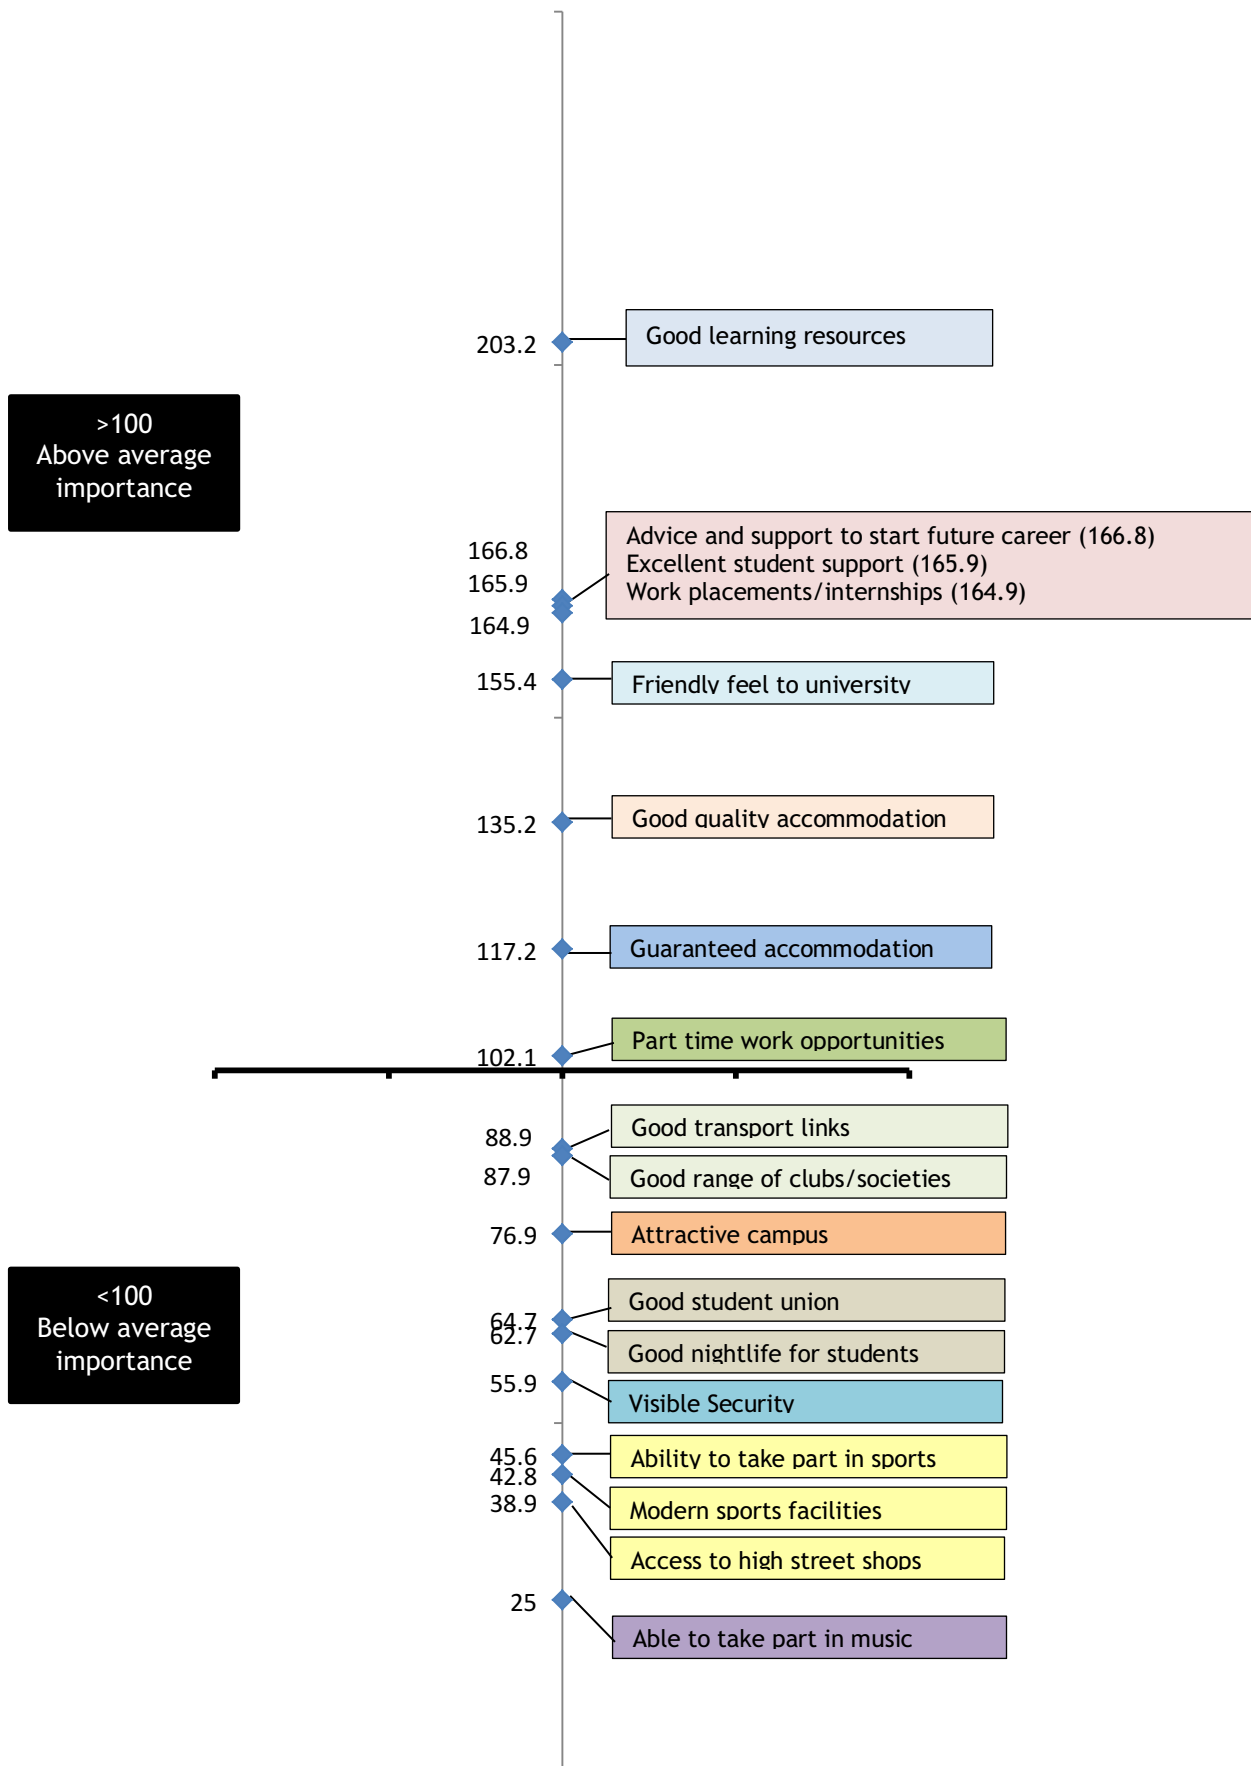 203.2
Good learning resources
>100
Above average
importance
166.8
165.9
164.9
Advice and support to start future career (166.8)
Excellent student support (165.9)
Work placements/internships (164.9)
155.4
Friendly feel to university
135.2
Good quality accommodation
117.2
Guaranteed accommodation
102.1
Part time work opportunities
88.9
Good transport links
87.9
Good range of clubs/societies
76.9
Attractive campus
<100
Below average
importance
64.7
Good student union
62.7
Good nightlife for students
55.9
Visible Security
45.6
Ability to take part in sports
42.8
Modern sports facilities
38.9
Access to high street shops
25
Able to take part in music